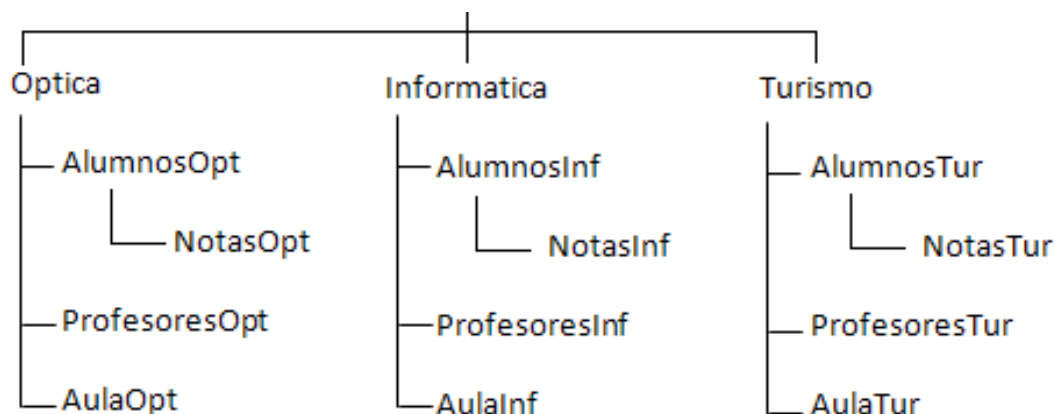 Optica
Informatica
Turismo
AlumnosOpt
AlumnosInf
AlumnosTur
NotasOpt
NotasInf
NotasTur
ProfesoresOpt
ProfesoresInf
ProfesoresTur
AulaOpt
AulaInf
AulaTur